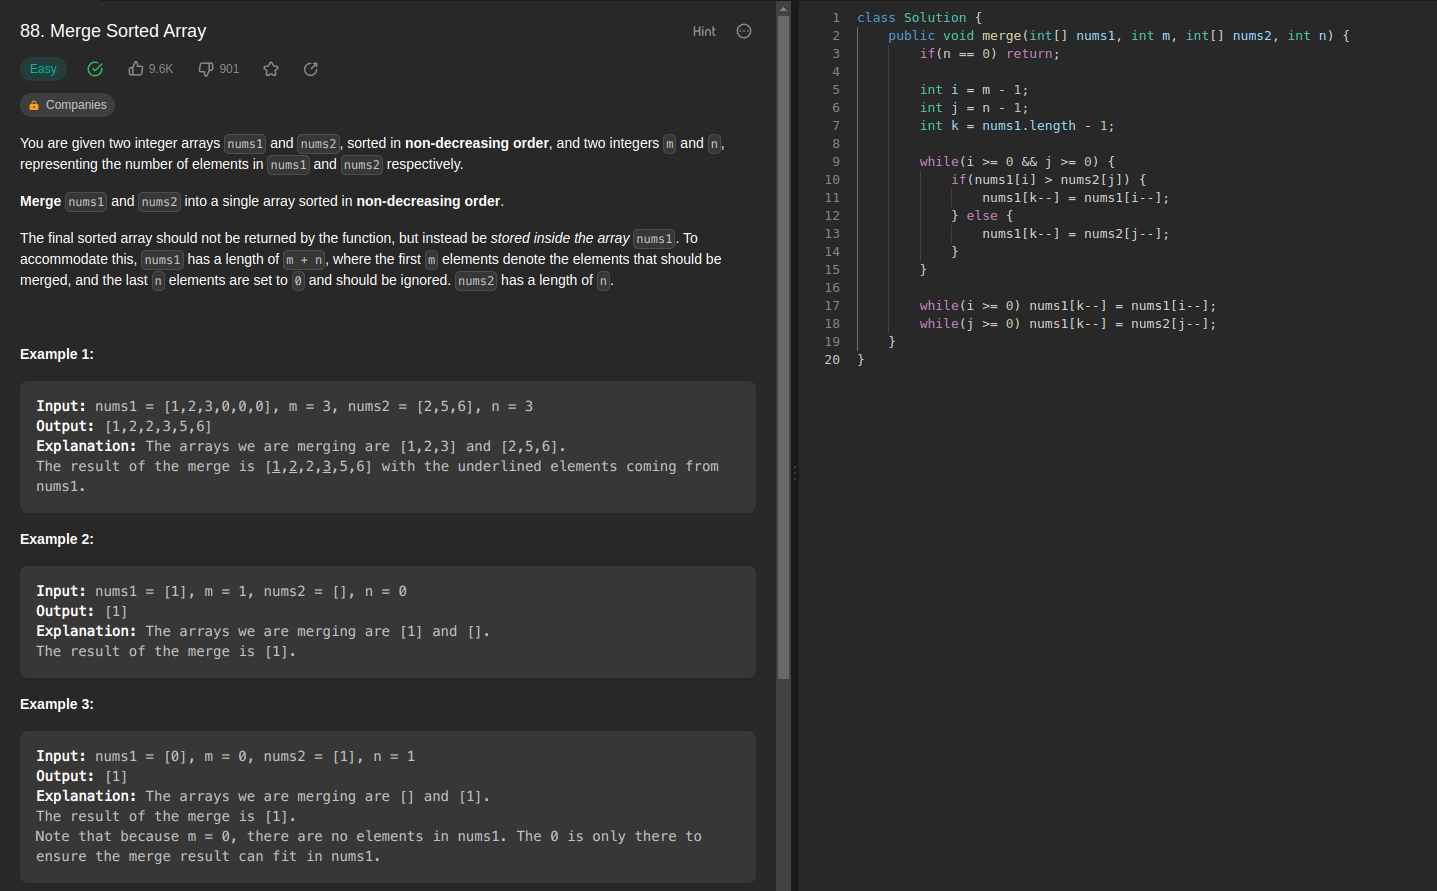 88. Merge Sorted Array
Hint
Easy
9.6K
901
Companies
You are given two integer arrays nums1 and nums2, sorted in non-decreasing order, and two integers m and n,
representing the number of elements in nums1 and nums2 respectively.
Merge nums1 and nums2 into a single array sorted in non-decreasing order.
The final sorted array should not be returned by the function, but instead be stored inside the array nums1. To
accommodate this, nums1 has a length of m + n, where the first m elements denote the elements that should be
merged, and the last n elements are set to 0 and should be ignored. nums2 has a length of n.
Example 1:
Input: nums1 = [1,2,3,0,0,0], m = 3, nums2 = [2,5,6], n = 3
Output: [1,2,2,3,5,6]
Explanation: The arrays we are merging are [1,2,3] and [2,5,6].
The result of the merge is [1,2,2,3,5,6] with the underlined elements coming from
nums1.
Example 2:
Input: nums1 = [1], m = 1, nums2 = [], n = 0
Output: [1]
Explanation: The arrays we are merging are [1] and [].
The result of the merge is [1].
Example 3:
Input: nums1 = [0], m = 0, nums2 = [1], n = 1
Output: [1]
Explanation: The arrays we are merging are [] and [1].
The result of the merge is [1].
Note that because m = 0, there are no elements in nums1. The 0 is only there to
ensure the merge result can fit in nums1.
1 class Solution {
2     public void merge(int[] nums1, int m, int[] nums2, int n) {
3         if(n == 0) return;
4
5         int i = m - 1;
6         int j = n - 1;
7         int k = nums1.length - 1;
8
9         while(i >= 0 && j >= 0) {
10             if(nums1[i] > nums2[j]) {
11                 nums1[k--] = nums1[i--];
12             } else {
13                 nums1[k--] = nums2[j--];
14             }
15         }
16
17         while(i >= 0) nums1[k--] = nums1[i--];
18         while(j >= 0) nums1[k--] = nums2[j--];
19     }
20 }